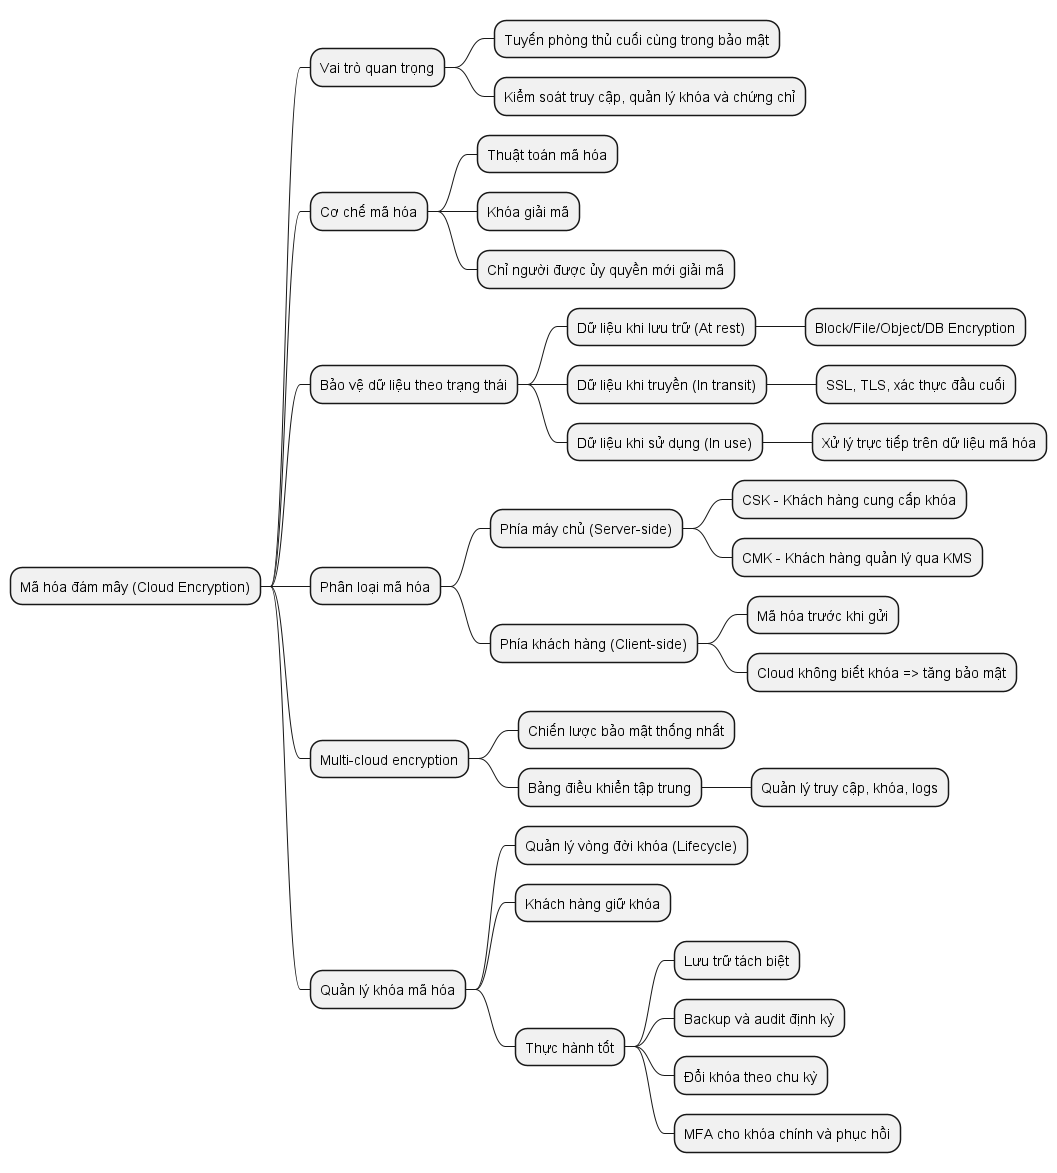 Mã hóa đám mây (Cloud Encryption)
Vai trò quan trọng
Tuyến phòng thủ cuối cùng trong bảo mật
Kiểm soát truy cập, quản lý khóa và chứng chỉ
Cơ chế mã hóa
Thuật toán mã hóa
Khóa giải mã
Chỉ người được ủy quyền mới giải mã
Bảo vệ dữ liệu theo trạng thái
Dữ liệu khi lưu trữ (At rest)
Block/File/Object/DB Encryption
Dữ liệu khi truyền (In transit)
SSL, TLS, xác thực đầu cuối
Dữ liệu khi sử dụng (In use)
Xử lý trực tiếp trên dữ liệu mã hóa
Phân loại mã hóa
Phía máy chủ (Server-side)
CSK - Khách hàng cung cấp khóa
CMK - Khách hàng quản lý qua KMS
Phía khách hàng (Client-side)
Mã hóa trước khi gửi
Cloud không biết khóa => tăng bảo mật
Multi-cloud encryption
Chiến lược bảo mật thống nhất
Bảng điều khiển tập trung
Quản lý truy cập, khóa, logs
Quản lý khóa mã hóa
Quản lý vòng đời khóa (Lifecycle)
Khách hàng giữ khóa
Thực hành tốt
Lưu trữ tách biệt
Backup và audit định kỳ
Đổi khóa theo chu kỳ
MFA cho khóa chính và phục hồi